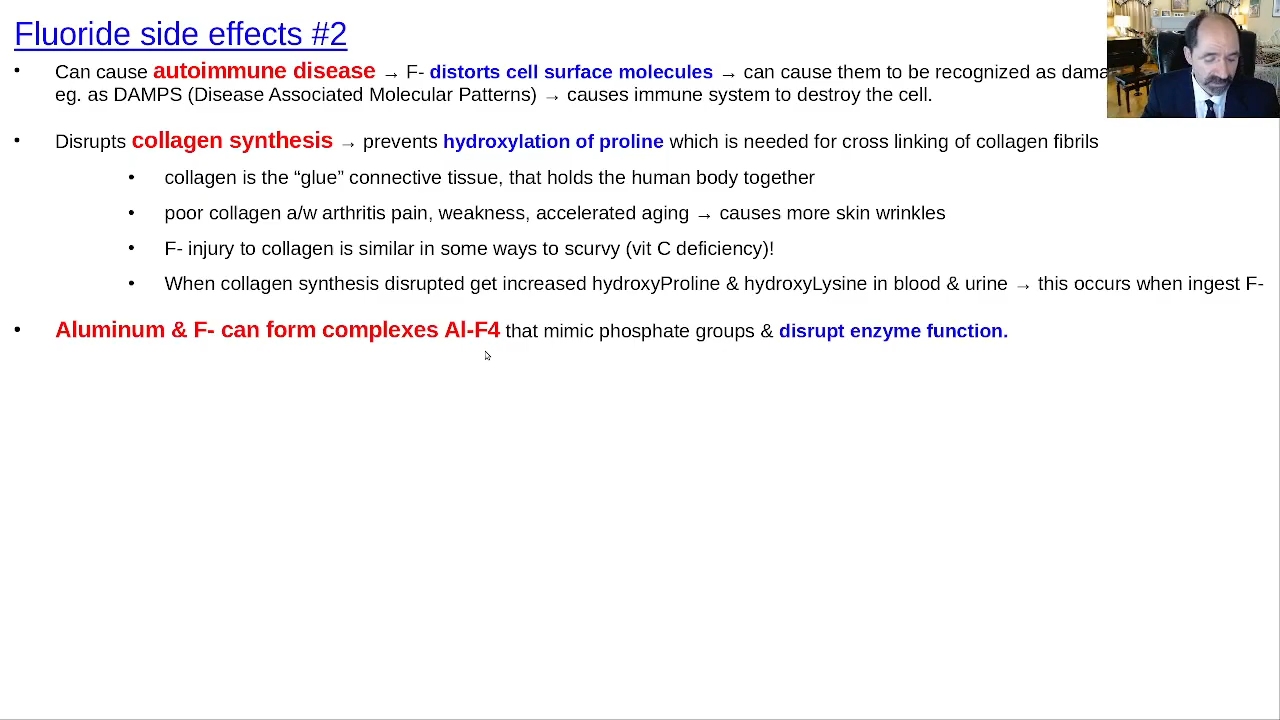 Fluoride side effects #2
• Can cause autoimmune disease → F- distorts cell surface molecules → can cause them to be recognized as
eg. as DAMPS (Disease Associated Molecular Patterns) → causes immune system to destroy the cell.
• Disrupts collagen synthesis → prevents hydroxylation of proline which is needed for cross linking of collagen fibrils
• collagen is the “glue” connective tissue, that holds the human body together
• poor collagen a/w arthritis pain, weakness, accelerated aging → causes more skin wrinkles
• F- injury to collagen is similar in some ways to scurvy (vit C deficiency)!
• When collagen synthesis disrupted get increased hydroxyProline & hydroxyLysine in blood & urine → this occurs when ingest F-
• Aluminum & F- can form complexes Al-F4 that mimic phosphate groups & disrupt enzyme function.